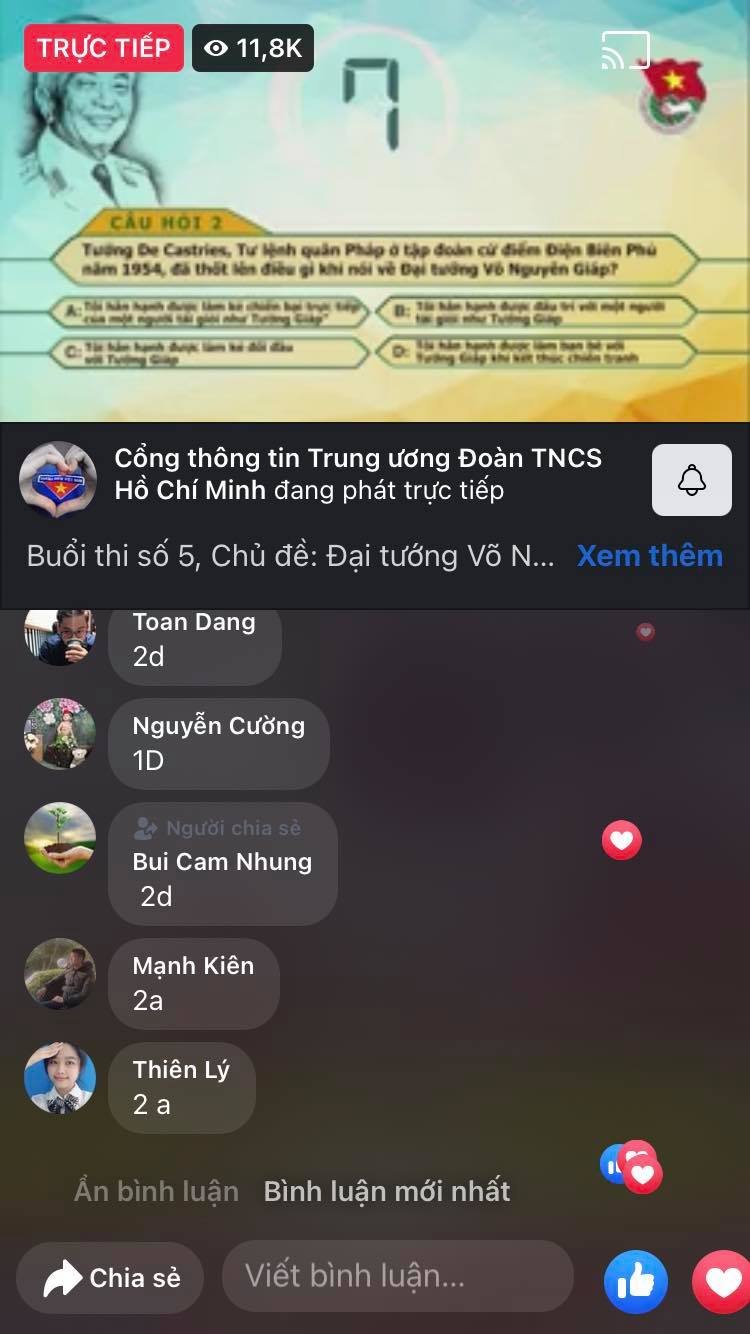 TRỰC TIẾP
11,8K
7
CÂU HỎI 2
Tướng De Castries, Tư lệnh quân Pháp ở tập đoàn cứ điểm Điện Biên Phủ
năm 1954, đã thốt lên điều gì khi nói về Đại tướng Võ Nguyên Giáp?
A: Tôi hân hạnh được làm kẻ chiến bại trực tiếp
của một người tài giỏi như Tướng Giáp"
B: Tôi hân hạnh được đấu trí với một người
tài giỏi như Tướng Giáp
C: Tôi hân hạnh được làm kẻ đối đầu
với Tướng Giáp
D: Tôi hân hạnh được làm bạn bè với
Tướng Giáp khi kết thúc chiến tranh
Cổng thông tin Trung ương Đoàn TNCS
Hồ Chí Minh đang phát trực tiếp
Buổi thi số 5, Chủ đề: Đại tướng Võ N... Xem thêm
Toan Dang
2d
Nguyễn Cường
1D
Người chia sẻ
Bui Cam Nhung
2d
Mạnh Kiên
2a
Thiên Lý
2 a
Ẩn bình luận Bình luận mới nhất
Chia sẻ Viết bình luận...